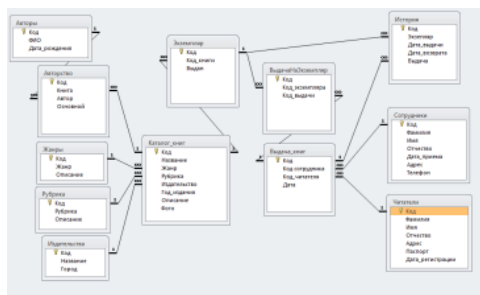 Авторы
Код
ФИО
Дата_рождения
Авторство
Код
Книга
Автор
Основной
Жанры
Код
Жанр
Описание
Рубрика
Код
Рубрика
Описание
Издательство
Код
Название
Город
Экземпляр
Код
Код_книги
Выдан
Каталог_книг
Код
Название
Жанр
Рубрика
Издательство
Год_издания
Описание
Фото
ВыдачаНаЭкземпляр
Код
Код_экземпляра
Код_выдачи
Выдача_книг
Код
Код сотрудника
Код_читателя
Дата
История
Код
Экземпляр
Дата_выдачи
Дата_возврата
Выдача
Сотрудники
Код
Фамилия
Имя
Отчество
Дата_приема
Адрес
Телефон
Читатели
Код
Фамилия
Имя
Отчество
Адрес
Паспорт
Дата_регистрации